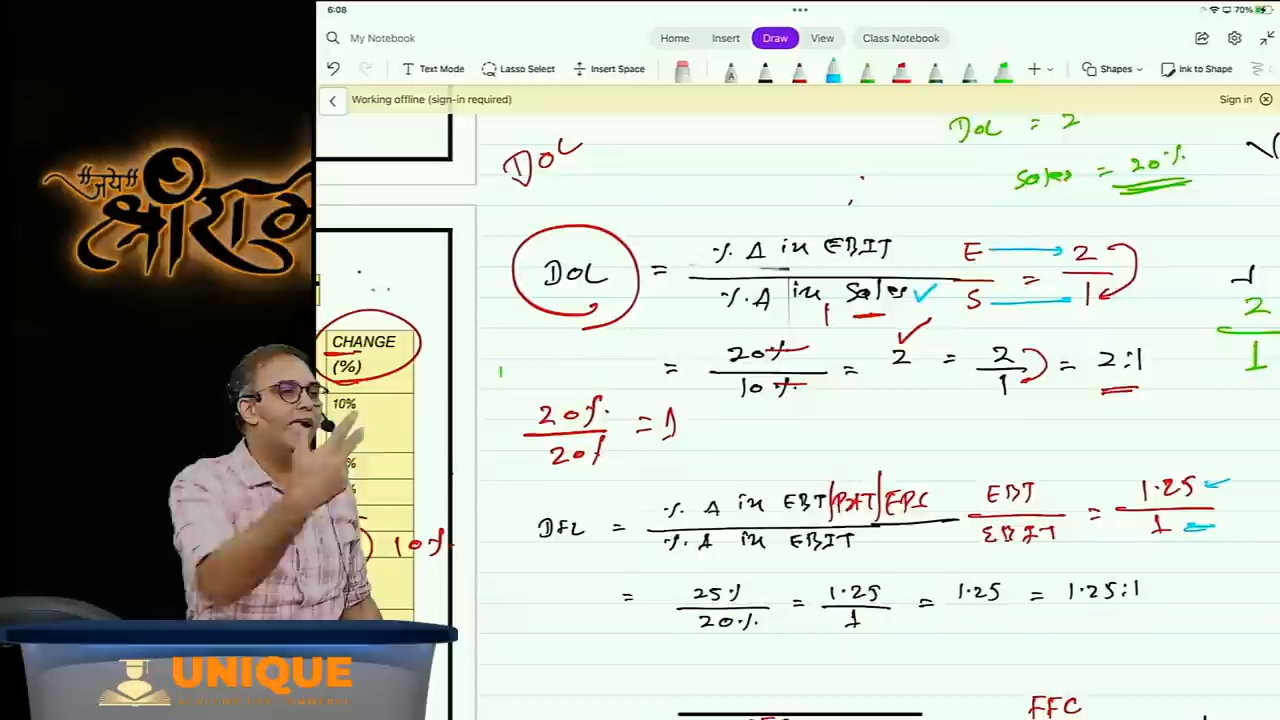 6:08
70%
My Notebook
Home Insert Draw View Class Notebook
Text Mode Lasso Select Insert Space Shapes Ink to Shape
Working offline (sign-in required) Sign in
DOL = 2
DOL
Sales = 20%
"जय"
श्रीराम
DOL = % Δ in EBIT / % Δ in Sales E / S = 2 / 1
2 / 1
CHANGE
(%)
= 20% / 10% = 2 = 2 / 1 = 2:1
10%
20% / 20% = 1
DFL = % Δ in EBT|PAT|EPS / % Δ in EBIT EBT / EBIT = 1.25 / 1
10%
= 25% / 20% = 1.25 / 1 = 1.25 = 1.25:1
UNIQUE
FFC